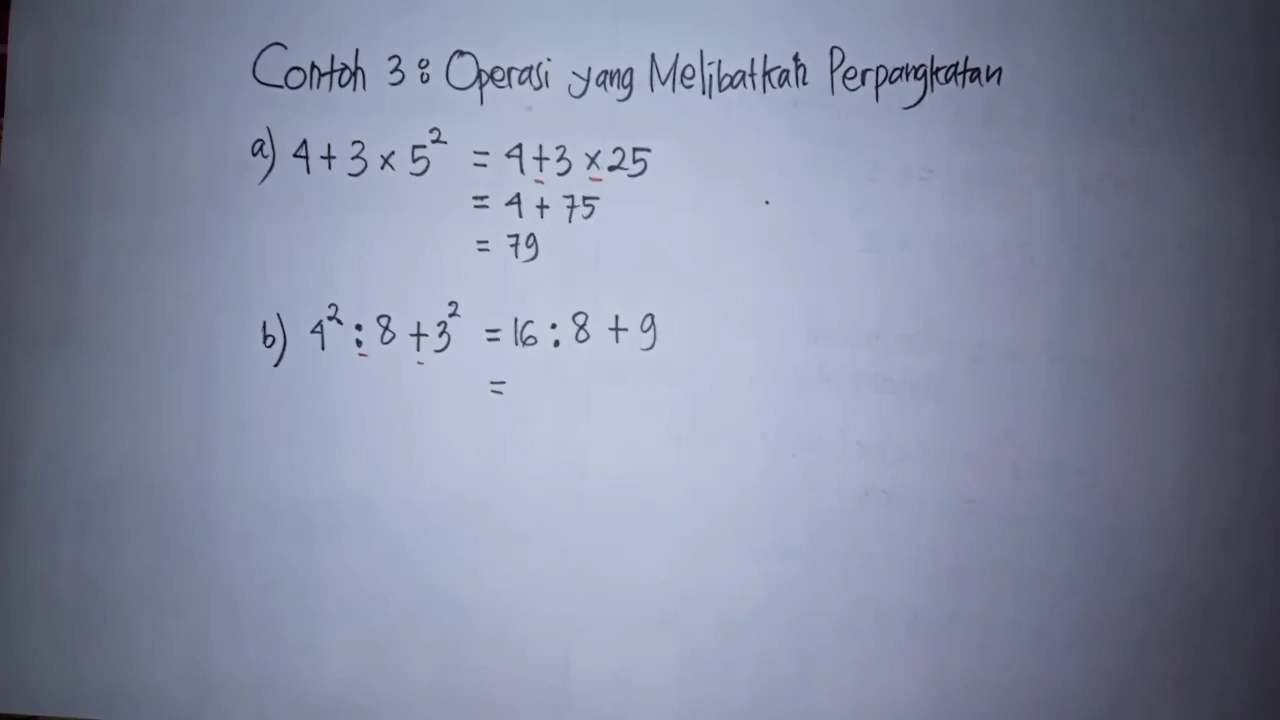 Contoh 3: Operasi yang Melibatkan Perpangkatan
a) 4 + 3 × 5² = 4 + 3 × 25
= 4 + 75
= 79
b) 4² : 8 + 3² = 16 : 8 + 9
=